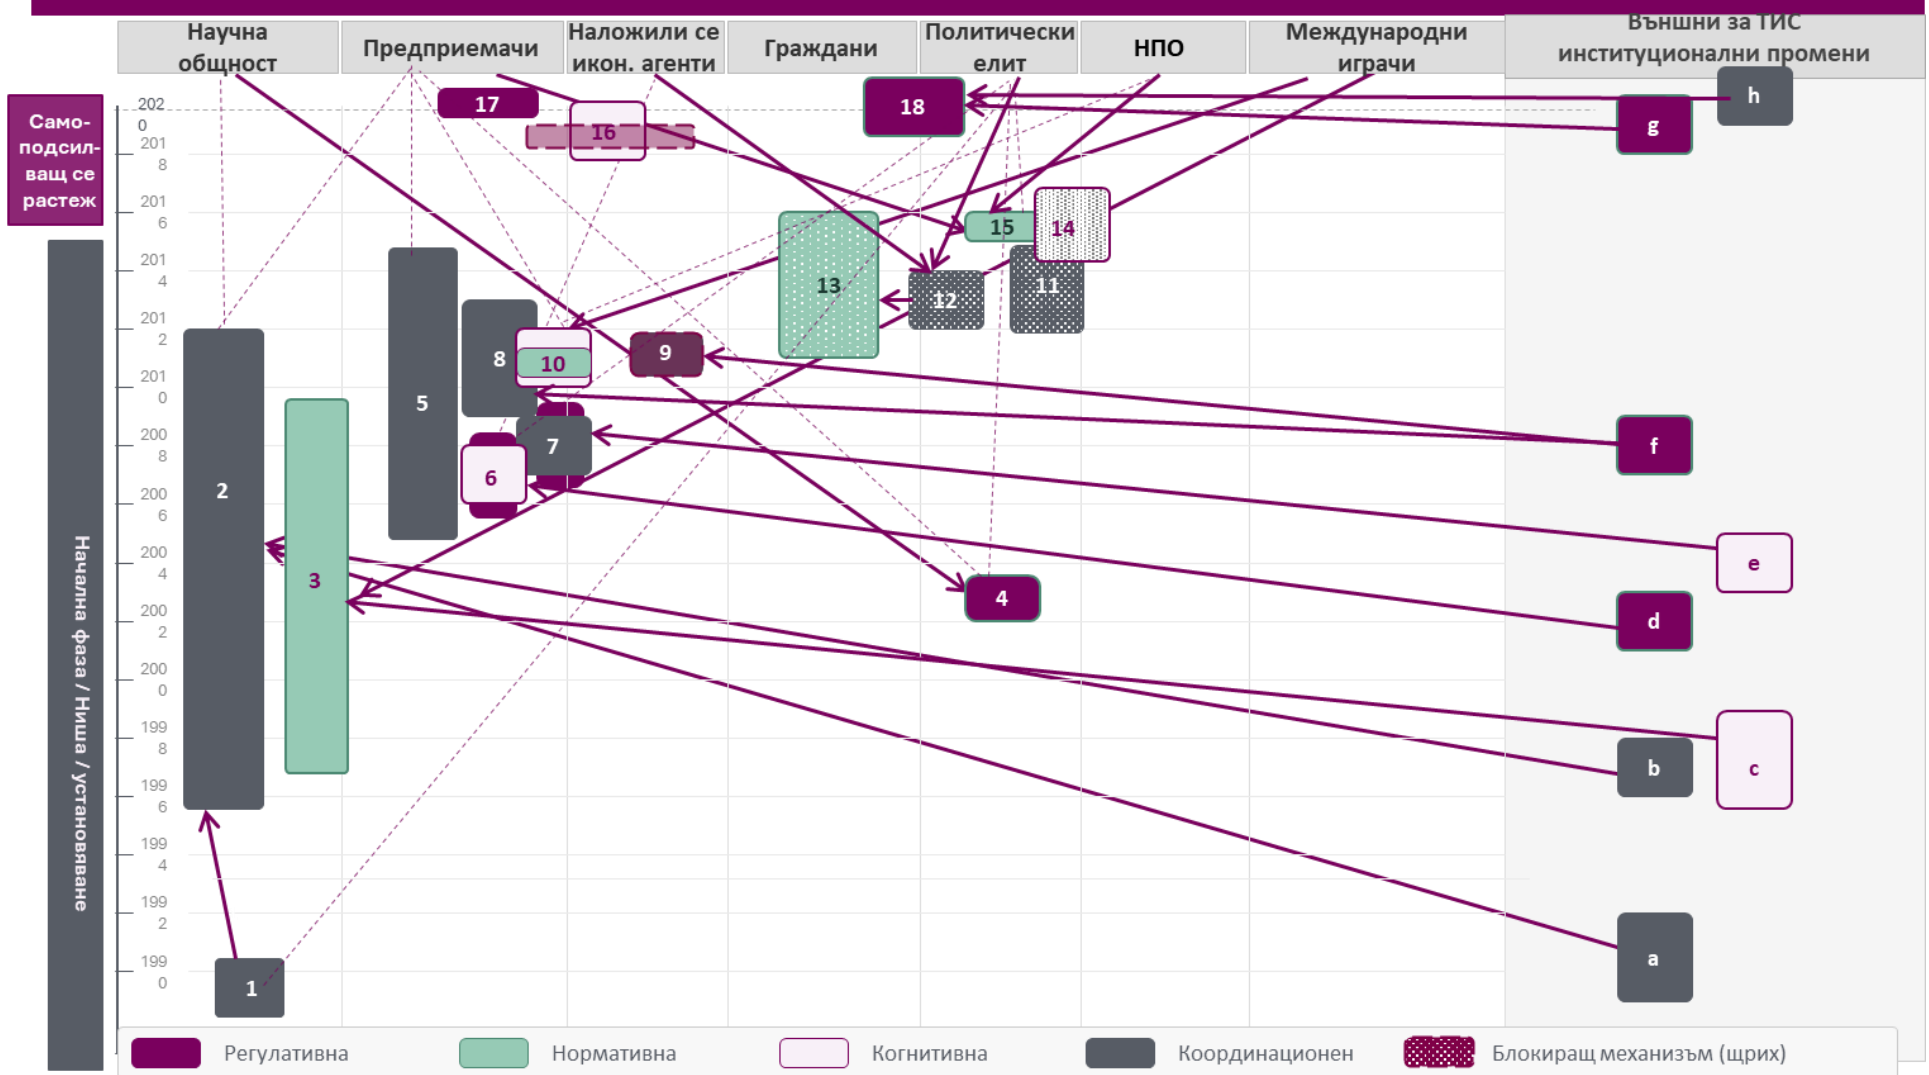 Научна
общност
Предприемачи
Наложили се
икон. агенти
Граждани
Политически
елит
НПО
Международни
играчи
Външни за ТИС
институционални промени
Само-
подсил-
ващ се
растеж
Начална фаза / Ниша / установяване
202
0
201
8
201
6
201
4
201
2
201
0
200
8
200
6
200
4
200
2
200
0
199
8
199
6
199
4
199
2
199
0
17
16
18
h
g
15
14
13
12
11
9
10
8
5
7
6
2
3
4
f
e
d
c
b
a
1
Регулативна
Нормативна
Когнитивна
Координационен
Блокиращ механизъм (щрих)